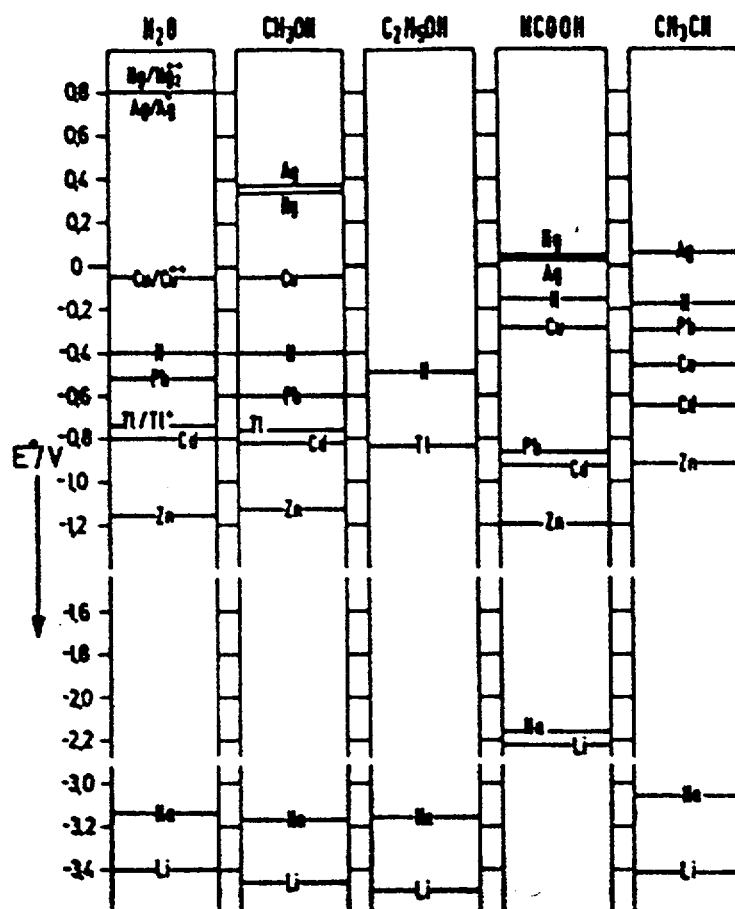 H₂O CH₃OH C₂H₅OH HCOOH CH₃CN
Hg/Hg₂⁺⁺
0,8
Ag/Ag⁺
0,6
0,4 Ag
Hg
0,2
Hg Ag
0 Ag
Cu/Cu⁺⁺ Cu
H H
-0,2
Cu Pb
-0,4 H H
Cu
H
Pb
-0,6 Pb Cd
Tl/Tl⁺ Tl
-0,8 Cd Cd Tl Pb
E°/V
Cd Zn
-1,0
Zn Zn
-1,2 Zn
-1,6
-1,8
-2,0
Na
-2,2 Li
-3,0
Na
Na Na Na
-3,2
-3,4 Li Li
Li Li